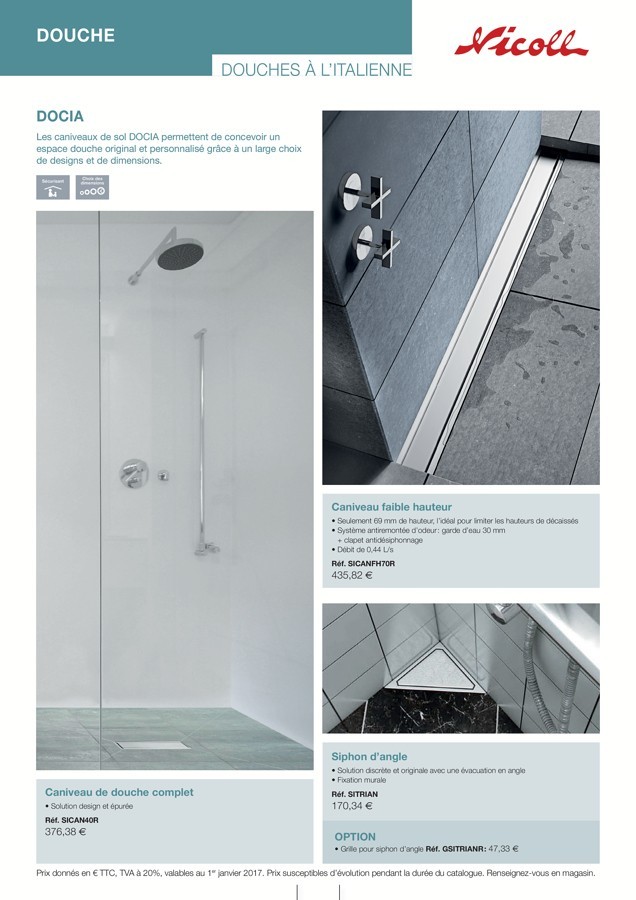 DOUCHE
Nicoll
DOUCHES À L'ITALIENNE
DOCIA
Les caniveaux de sol DOCIA permettent de concevoir un
espace douche original et personnalisé grâce à un large choix
de designs et de dimensions.
Sécurisant
Choix des
dimensions
Caniveau de douche complet
• Solution design et épurée
Réf. SICAN40R
376,38 €
Caniveau faible hauteur
• Seulement 69 mm de hauteur, l'idéal pour limiter les hauteurs de décaissés
• Système antiremontée d'odeur : garde d'eau 30 mm
+ clapet antidésiphonnage
• Débit de 0,44 L/s
Réf. SICANFH70R
435,82 €
Siphon d'angle
• Solution discrète et originale avec une évacuation en angle
• Fixation murale
Réf. SITRIAN
170,34 €
OPTION
• Grille pour siphon d'angle Réf. GSITRIANR : 47,33 €
Prix donnés en € TTC, TVA à 20%, valables au 1er janvier 2017. Prix susceptibles d'évolution pendant la durée du catalogue. Renseignez-vous en magasin.